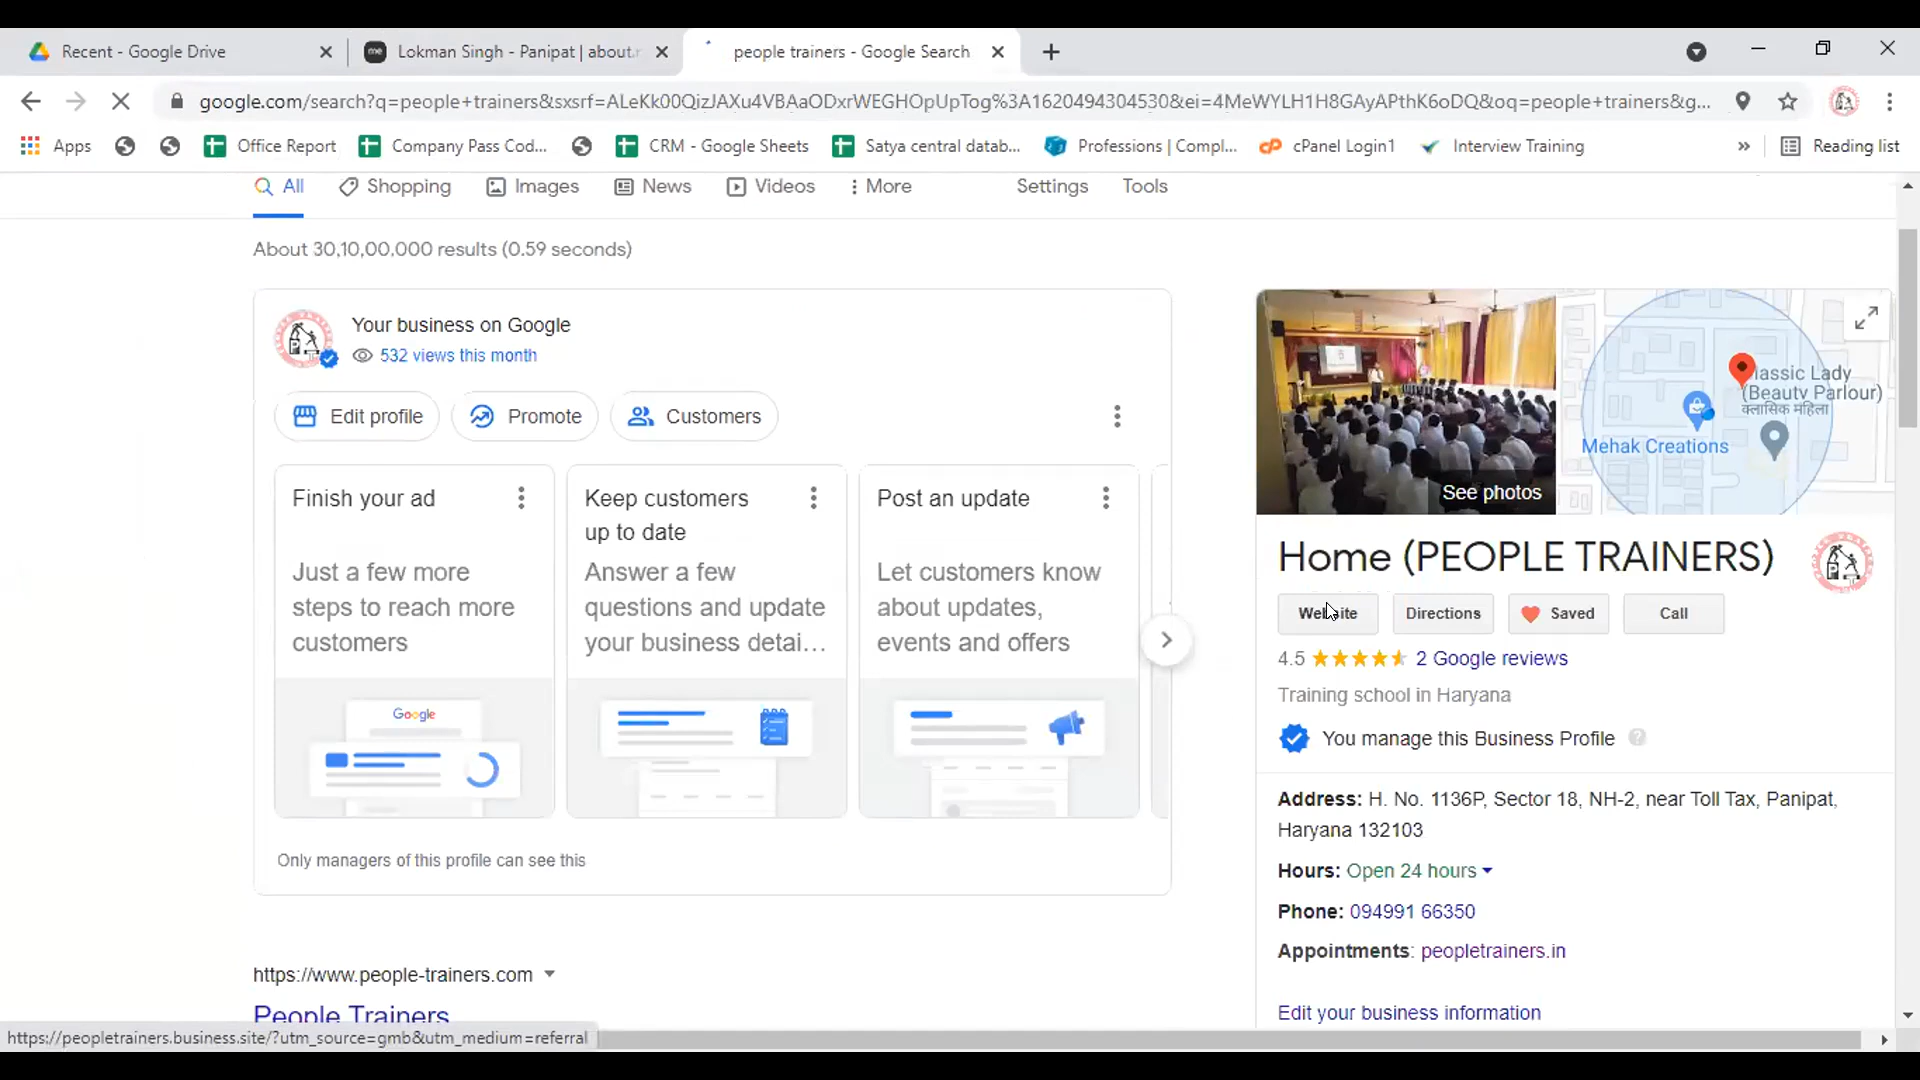 Recent - Google Drive
Lokman Singh - Panipat | about.
people trainers - Google Search
google.com/search?q=people+trainers&sxsrf=ALeKk00QizJAXu4VBAaODxrWEGHOpUpTog%3A1620494304530&ei=4MeWYLH1H8GAyAPthK6oDQ&oq=people+trainers&g...
Apps
Office Report
Company Pass Cod...
CRM - Google Sheets
Satya central datab...
Professions | Compl...
cPanel Login1
Interview Training
»
Reading list
All
Shopping
Images
News
Videos
More
Settings
Tools
About 30,10,00,000 results (0.59 seconds)
Your business on Google
532 views this month
Edit profile
Promote
Customers
Finish your ad
Just a few more
steps to reach more
customers
Google
Keep customers
up to date
Answer a few
questions and update
your business detai...
Post an update
Let customers know
about updates,
events and offers
Only managers of this profile can see this
https://www.people-trainers.com
People Trainers
https://peopletrainers.business.site/?utm_source=gmb&utm_medium=referral
See photos
Mehak Creations
lassic Lady
(Beauty Parlour)
क्लासिक महिला
Home (PEOPLE TRAINERS)
Website
Directions
Saved
Call
4.5
2 Google reviews
Training school in Haryana
You manage this Business Profile
Address: H. No. 1136P, Sector 18, NH-2, near Toll Tax, Panipat,
Haryana 132103
Hours: Open 24 hours
Phone: 094991 66350
Appointments: peopletrainers.in
Edit your business information